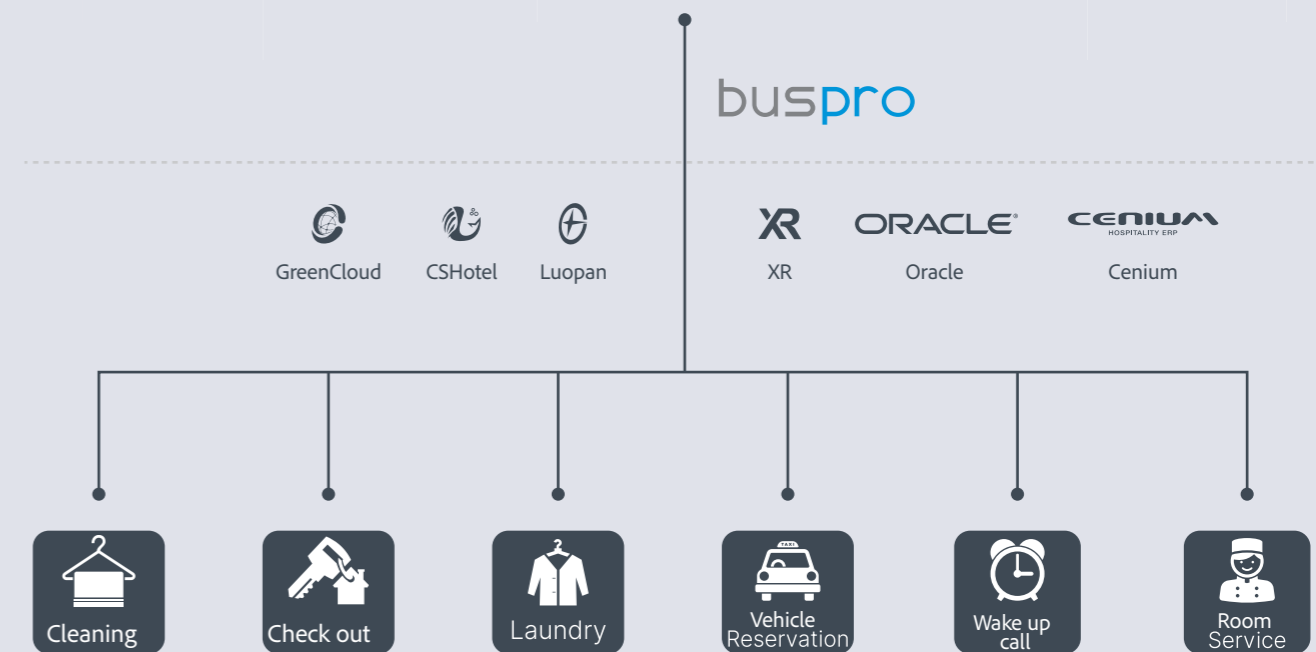 buspro
XR ORACLE® CENIUM
HOSPITALITY ERP
GreenCloud CSHotel Luopan XR Oracle Cenium
TAXI
Cleaning Check out Laundry Vehicle Reservation Wake up call Room Service